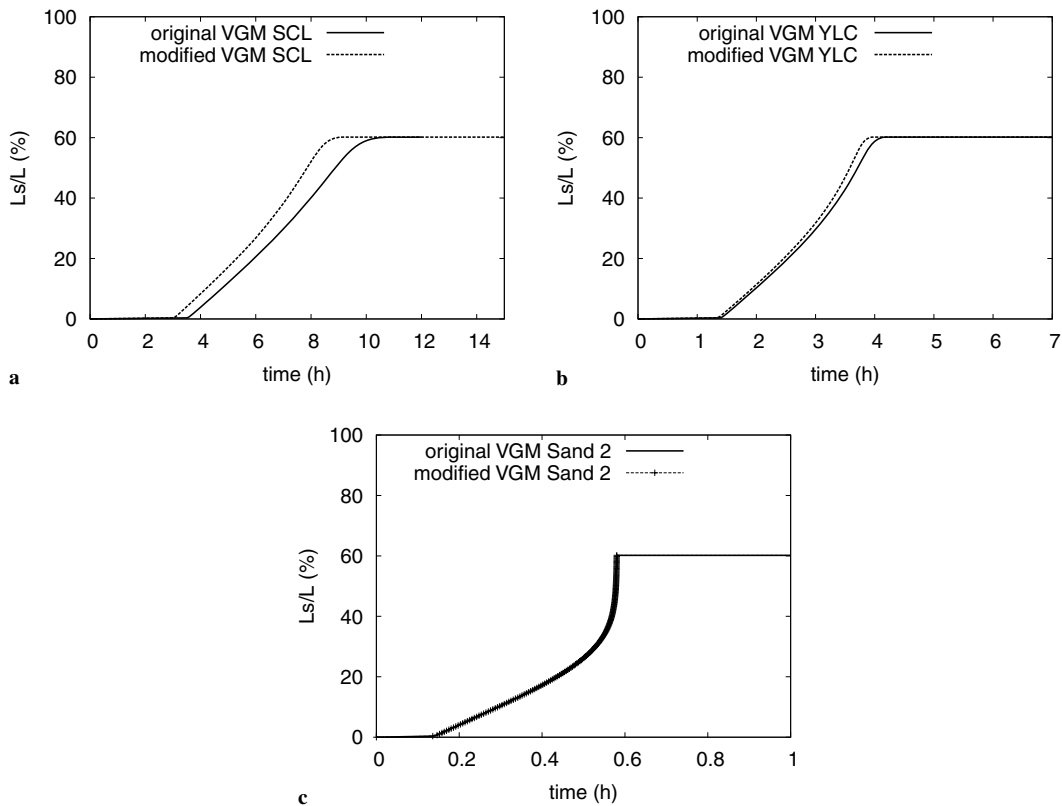 original VGM SCL
modified VGM SCL
Ls/L (%)
100
80
60
40
20
0
0 2 4 6 8 10 12 14
time (h)
a
original VGM YLC
modified VGM YLC
Ls/L (%)
100
80
60
40
20
0
0 1 2 3 4 5 6 7
time (h)
b
original VGM Sand 2
modified VGM Sand 2
Ls/L (%)
100
80
60
40
20
0
0 0.2 0.4 0.6 0.8 1
time (h)
c